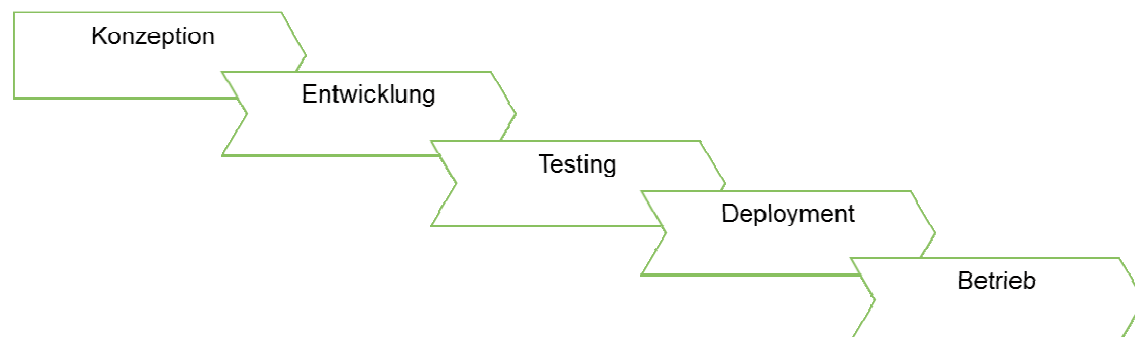 Konzeption
Entwicklung
Testing
Deployment
Betrieb